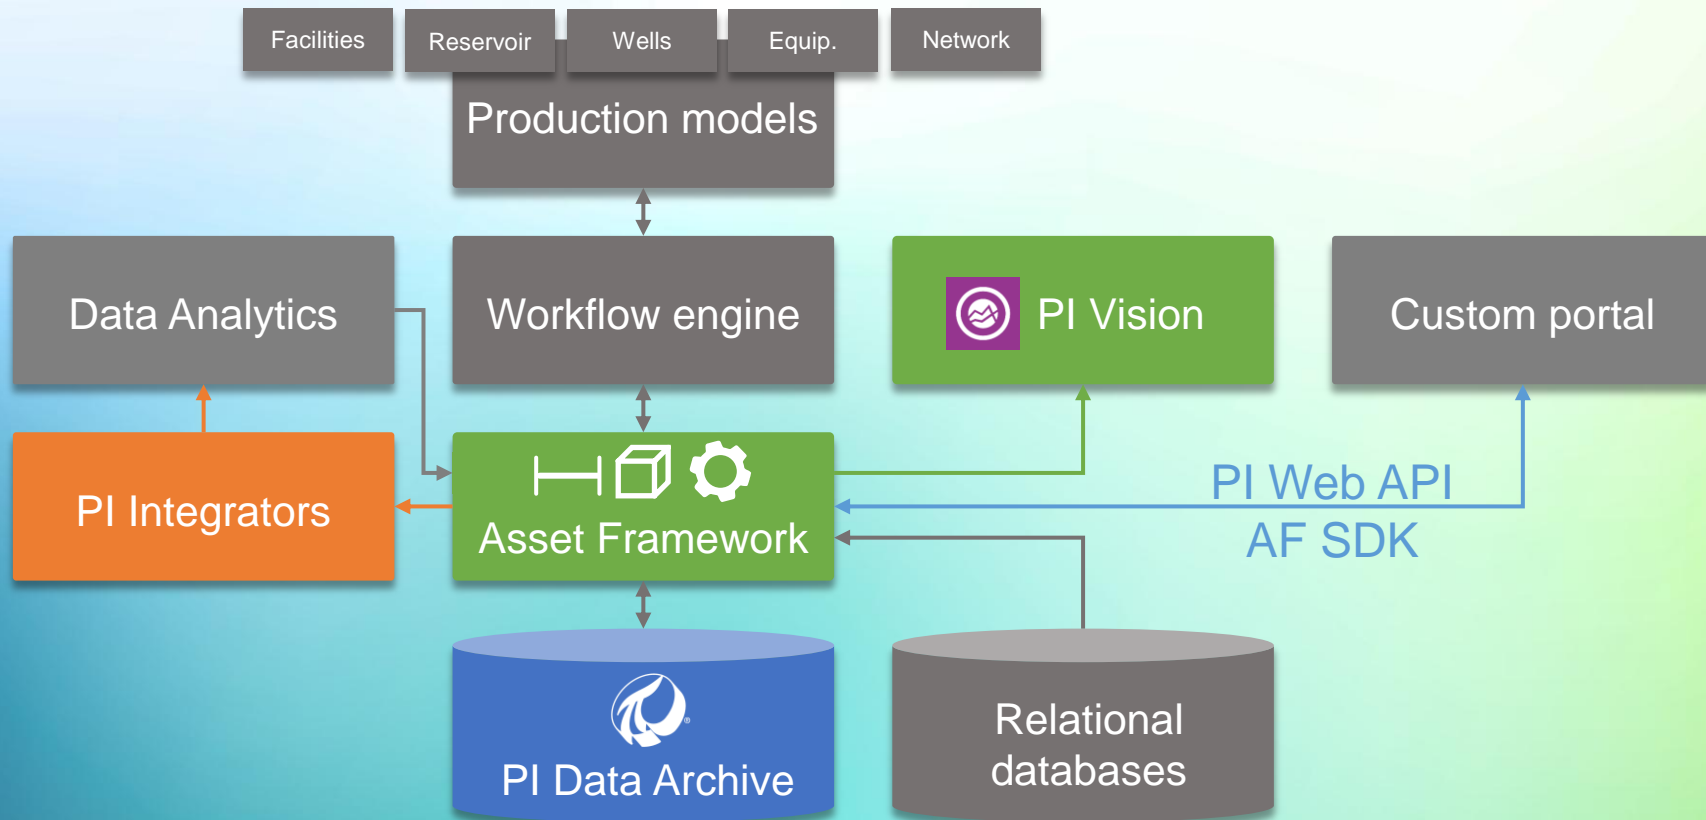 Facilities
Reservoir
Wells
Equip.
Network
Production models
Data Analytics
Workflow engine
PI Vision
Custom portal
PI Integrators
Asset Framework
PI Web API
AF SDK
PI Data Archive
Relational
databases